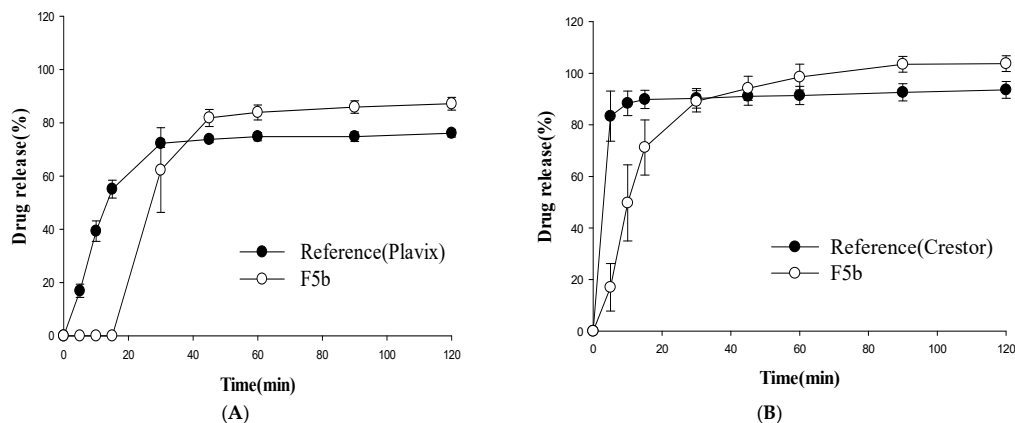 120
100
80
60
40
20
0
Drug release(%)
Reference(Plavix)
F5b
0 20 40 60 80 100 120
Time(min)
(A)
120
100
80
60
40
20
0
Drug release(%)
Reference(Crestor)
F5b
0 20 40 60 80 100 120
Time(min)
(B)